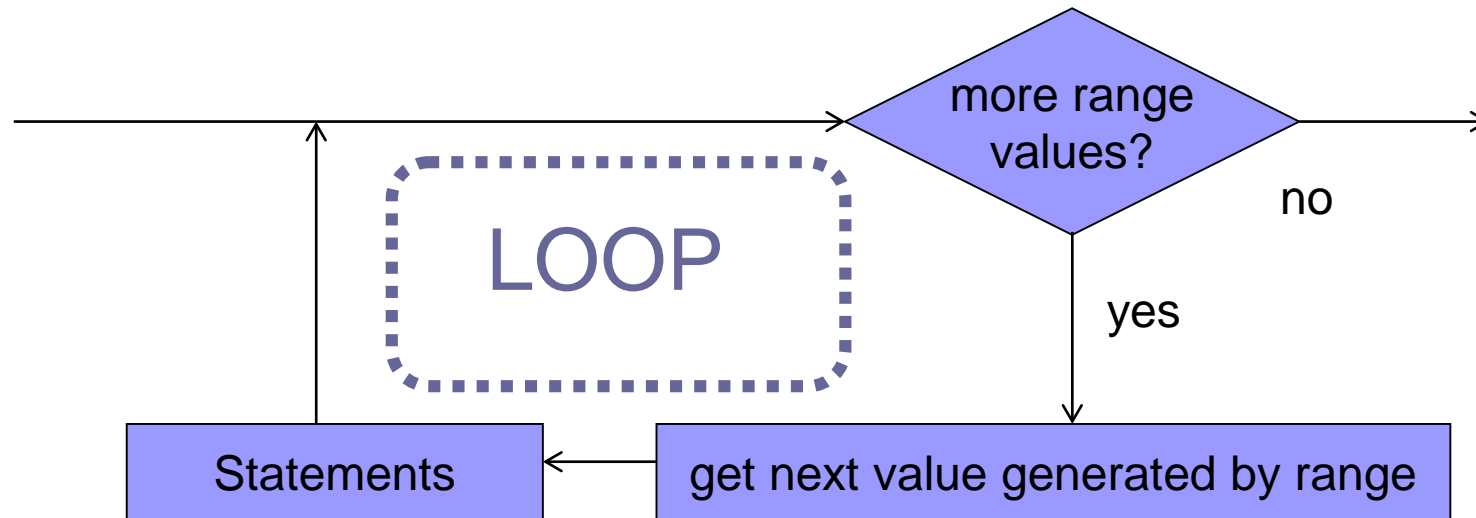 more range
values?
no
LOOP
yes
Statements
get next value generated by range